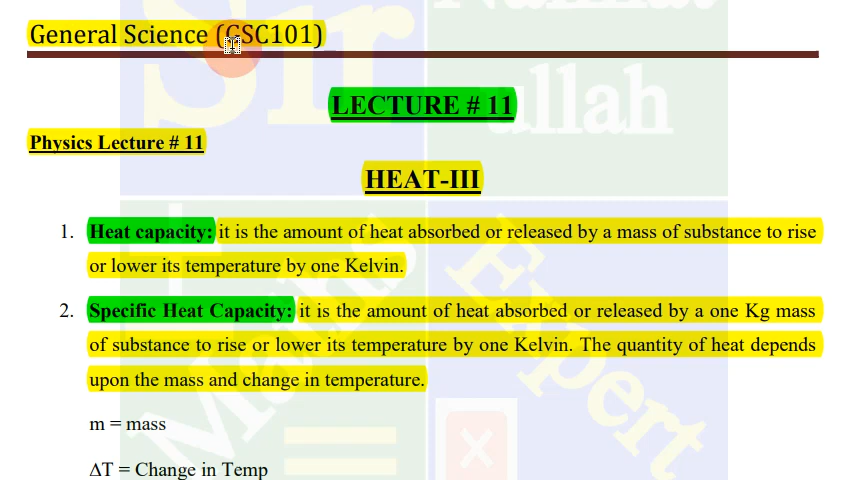 General Science (GSC101)
LECTURE # 11
Physics Lecture # 11
HEAT-III
1. Heat capacity: it is the amount of heat absorbed or released by a mass of substance to rise
or lower its temperature by one Kelvin.
2. Specific Heat Capacity: it is the amount of heat absorbed or released by a one Kg mass
of substance to rise or lower its temperature by one Kelvin. The quantity of heat depends
upon the mass and change in temperature.
m = mass
ΔT = Change in Temp
Sir
ullah
Maths
Expert